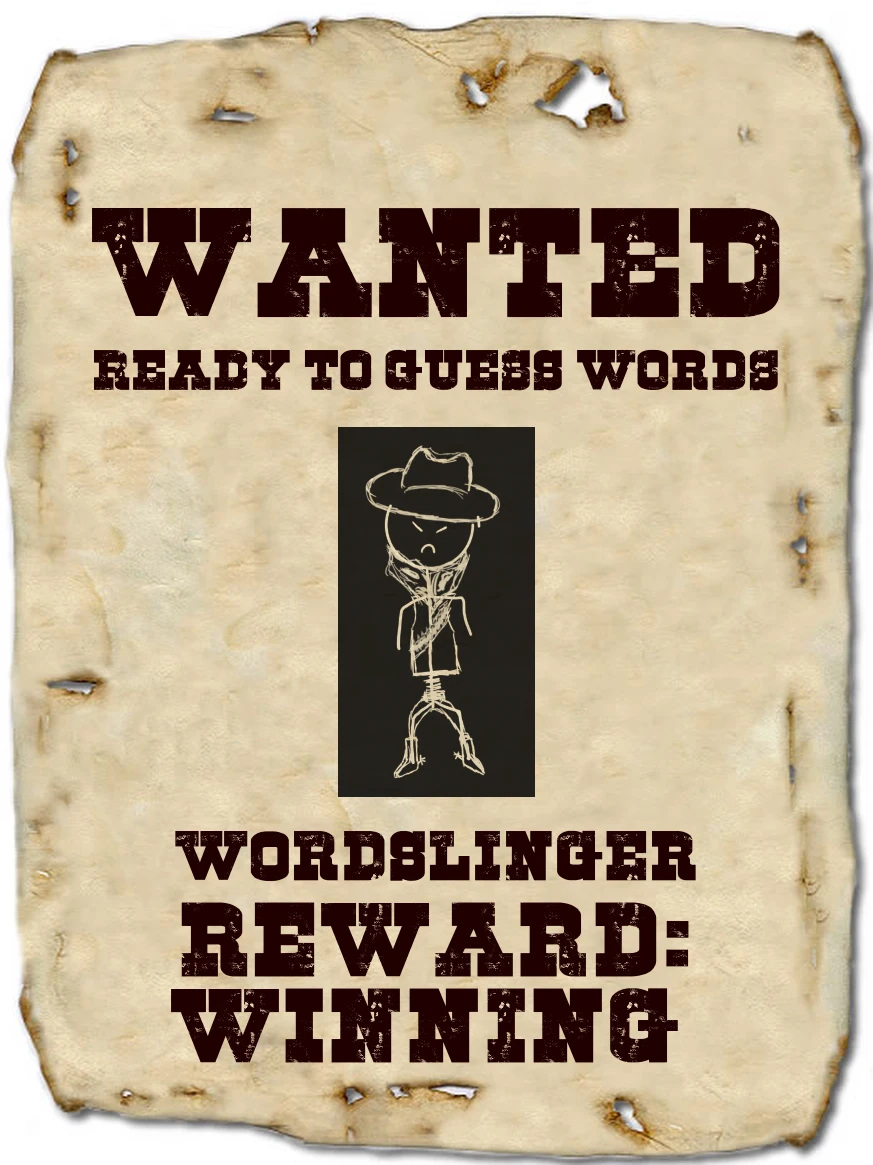 WANTED
READY TO GUESS WORDS
WORDSLINGER
REWARD:
WINNING